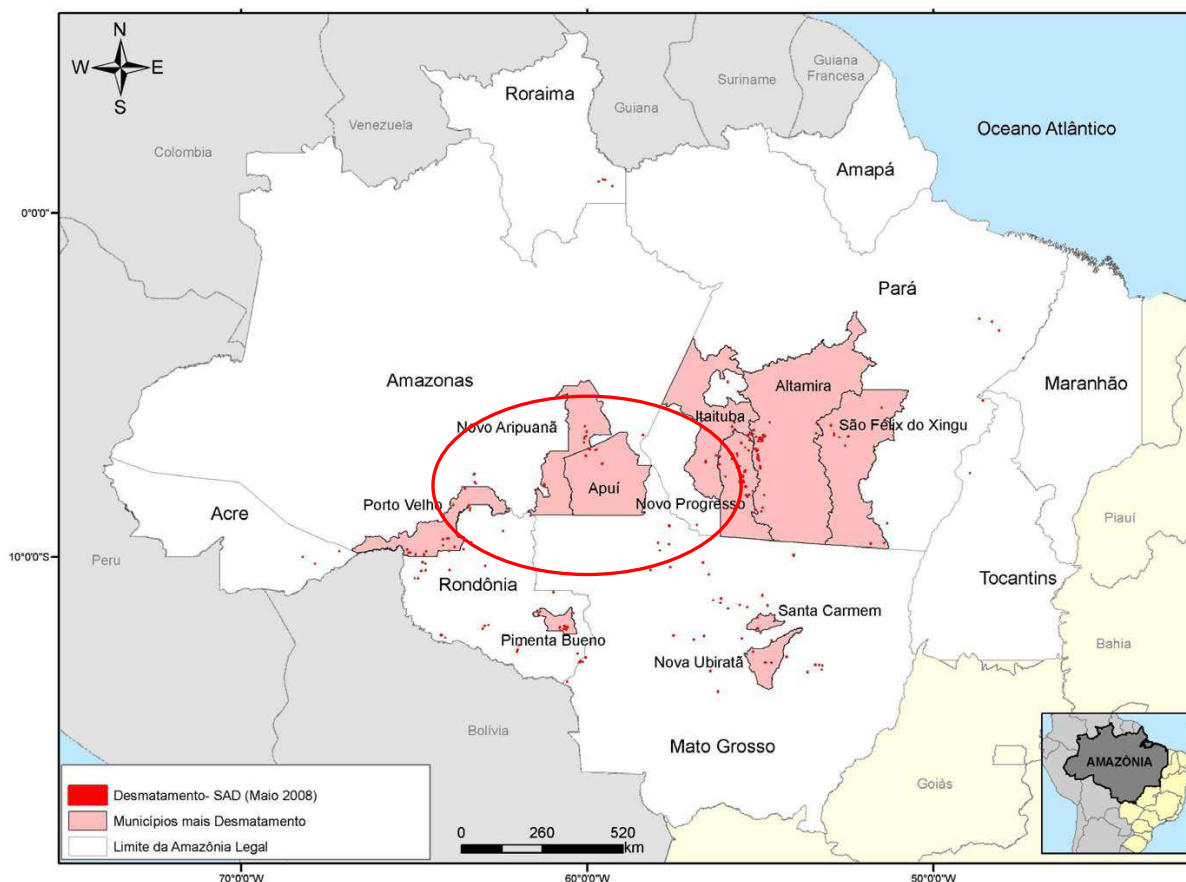 N
W
E
S
Roraima
Venezuela
Guiana
Suriname
Guiana
Francesa
Oceano Atlântico
Colombia
Amapá
0°0'0"
Pará
Amazonas
Altamira
Maranhão
Novo Aripuanã
Itaituba
São Félix do Xingu
Apuí
Porto Velho
Novo Progresso
Acre
Piauí
10°0'0"S
Peru
Rondônia
Tocantins
Santa Carmem
Pimenta Bueno
Nova Ubiratã
Bahia
Bolívia
Mato Grosso
Goiás
AMAZÔNIA
Desmatamento- SAD (Maio 2008)
Municípios mais Desmatamento
Limite da Amazônia Legal
0 260 520
km
70°0'0"W
60°0'0"W
50°0'0"W